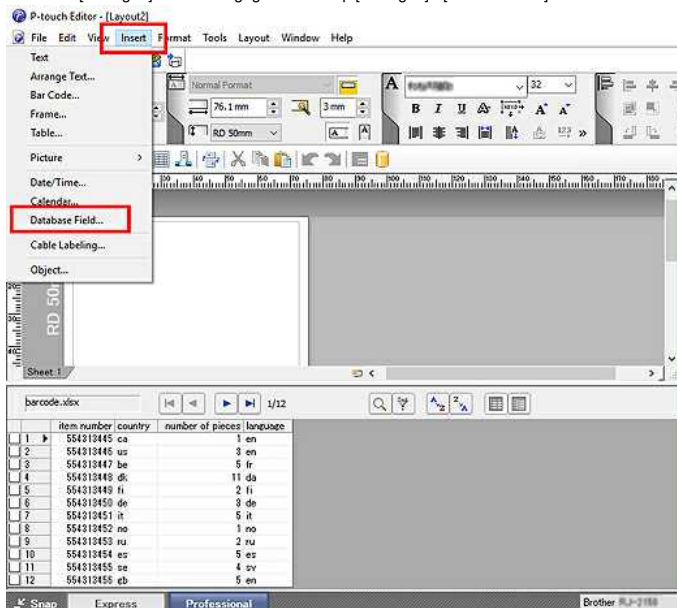 P-touch Editor - [Layout2]
File Edit View Insert Format Tools Layout Window Help
Text
Arrange Text...
Bar Code...
Frame...
Table...
Picture
Date/Time...
Calendar...
Database Field...
Cable Labeling...
Object...
Normal Format
A
32
76.1 mm
3 mm
B I U
RD 50mm
RD 50m
Sheet 1
barcode.xlsx 1/12
item number country number of pieces language
1 554313445 ca 1 en
2 554313446 us 3 en
3 554313447 be 5 fr
4 554313448 dk 11 da
5 554313449 fi 2 fi
6 554313450 de 3 de
7 554313451 it 5 it
8 554313452 no 1 no
9 554313453 ru 2 ru
10 554313454 es 5 es
11 554313455 se 4 sv
12 554313456 gb 5 en
Snap Express Professional Brother